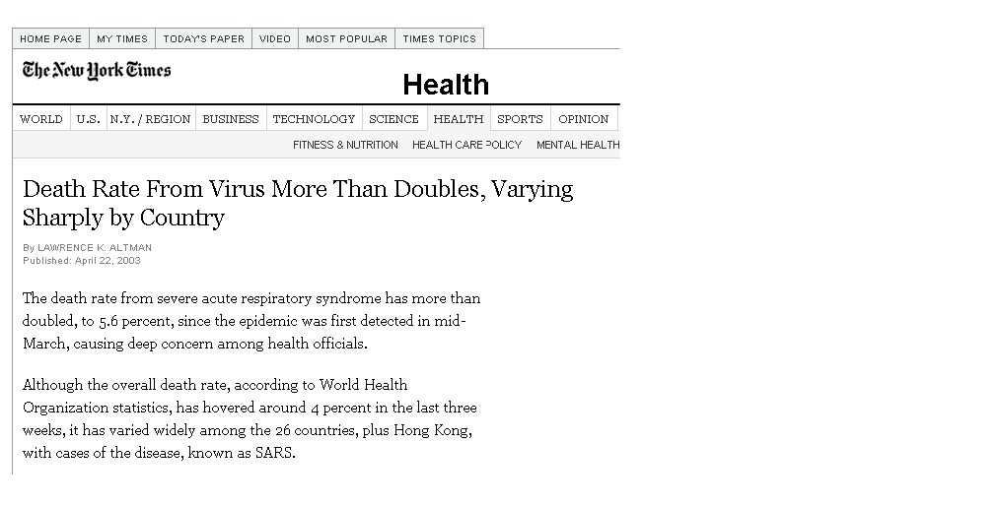 HOME PAGE MY TIMES TODAY'S PAPER VIDEO MOST POPULAR TIMES TOPICS
The New York Times
Health
WORLD U.S. N.Y. / REGION BUSINESS TECHNOLOGY SCIENCE HEALTH SPORTS OPINION
FITNESS & NUTRITION HEALTH CARE POLICY MENTAL HEALTH
Death Rate From Virus More Than Doubles, Varying
Sharply by Country
By LAWRENCE K. ALTMAN
Published: April 22, 2003
The death rate from severe acute respiratory syndrome has more than
doubled, to 5.6 percent, since the epidemic was first detected in mid-
March, causing deep concern among health officials.
Although the overall death rate, according to World Health
Organization statistics, has hovered around 4 percent in the last three
weeks, it has varied widely among the 26 countries, plus Hong Kong,
with cases of the disease, known as SARS.